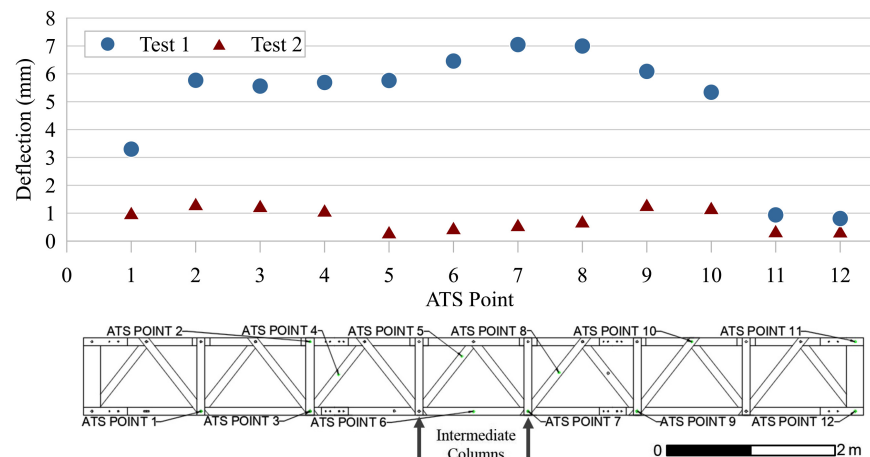 8
7
6
5
4
3
2
1
0
Deflection (mm)
Test 1 Test 2
0 1 2 3 4 5 6 7 8 9 10 11 12
ATS Point
ATS POINT 2 ATS POINT 4 ATS POINT 5 ATS POINT 8 ATS POINT 10 ATS POINT 11
ATS POINT 1 ATS POINT 3 ATS POINT 6 ATS POINT 7 ATS POINT 9 ATS POINT 12
Intermediate
Columns
0 2 m